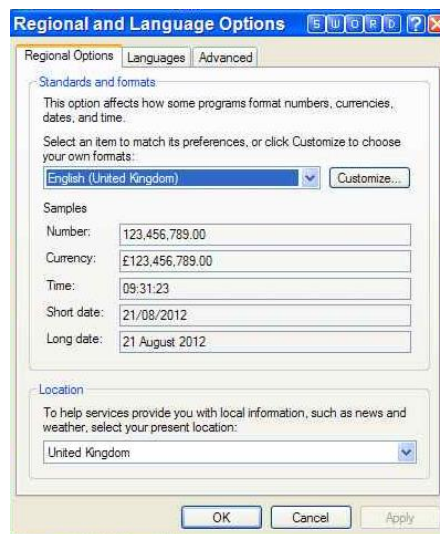 Regional and Language Options
Regional Options Languages Advanced
Standards and formats
This option affects how some programs format numbers, currencies,
dates, and time.
Select an item to match its preferences, or click Customize to choose
your own formats:
English (United Kingdom) Customize...
Samples
Number: 123,456,789.00
Currency: £123,456,789.00
Time: 09:31:23
Short date: 21/08/2012
Long date: 21 August 2012
Location
To help services provide you with local information, such as news and
weather, select your present location:
United Kingdom
OK Cancel Apply